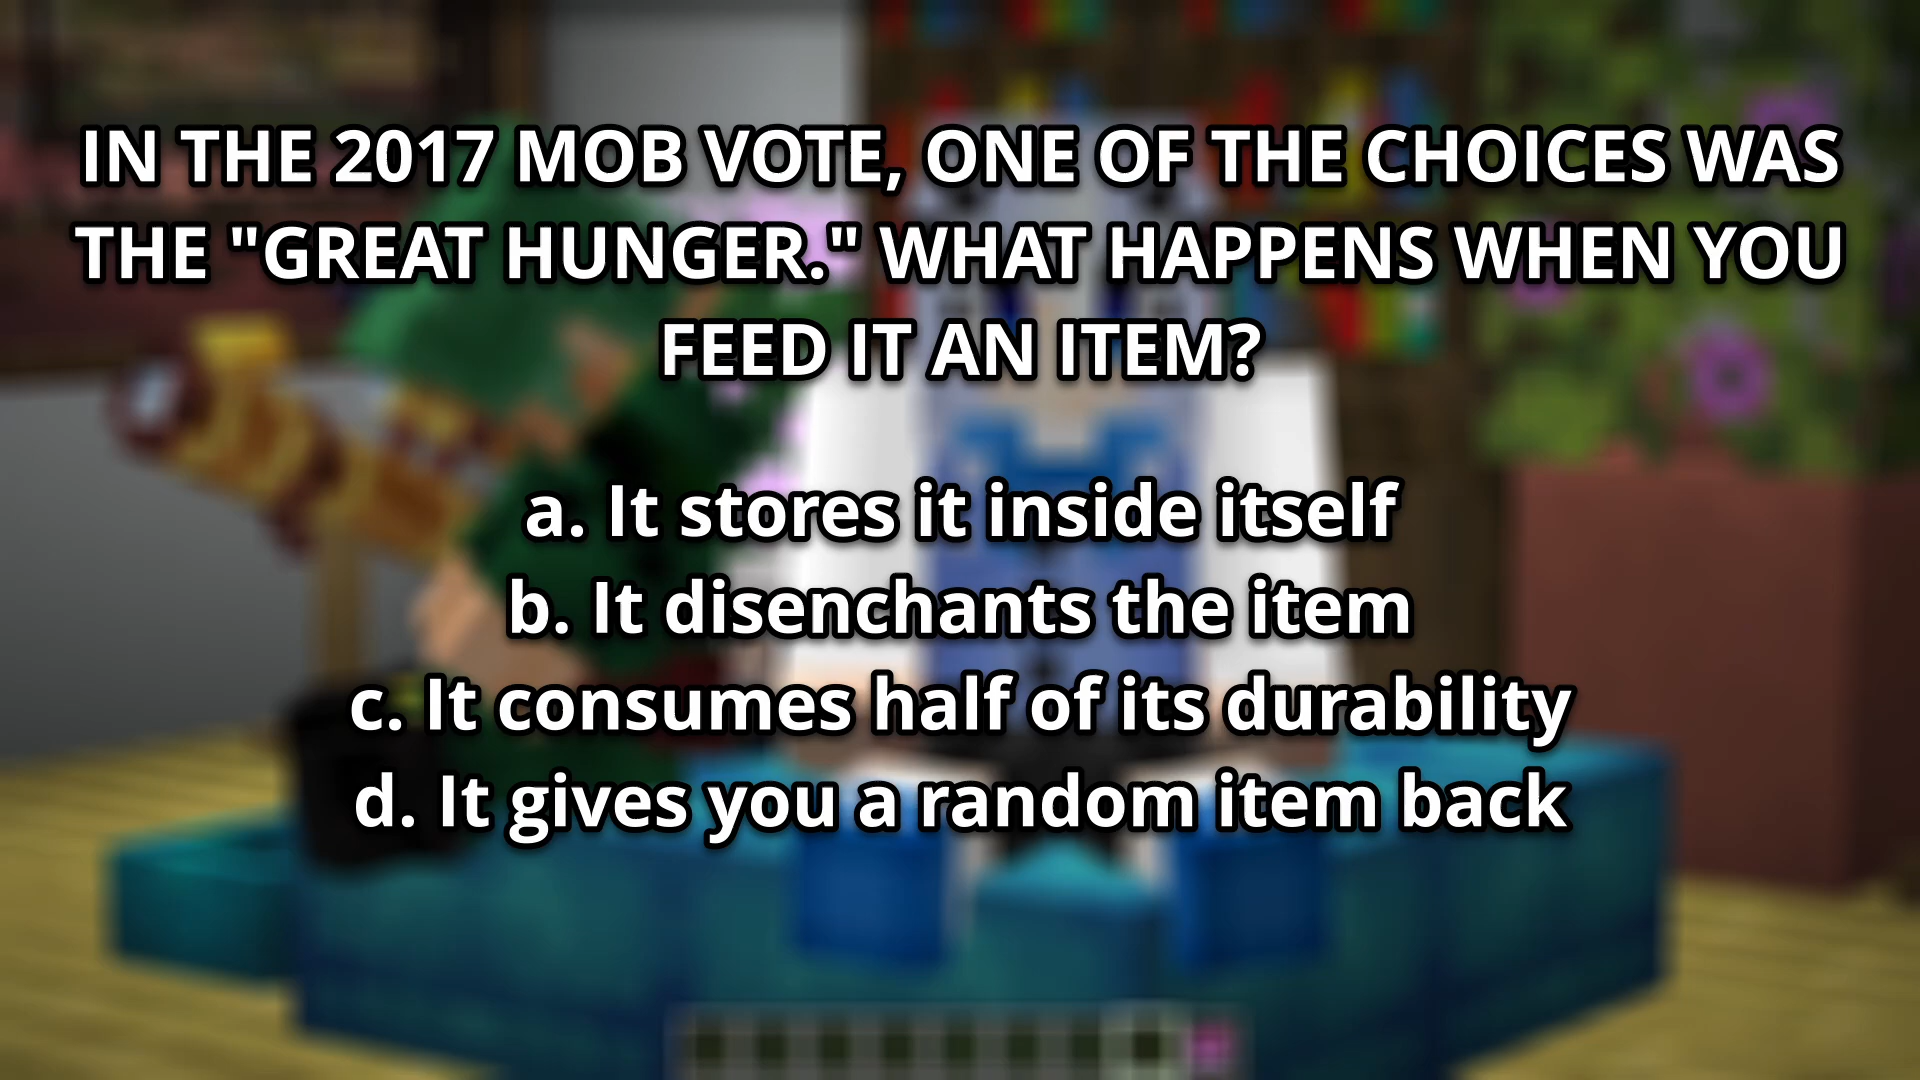 IN THE 2017 MOB VOTE, ONE OF THE CHOICES WAS
THE "GREAT HUNGER." WHAT HAPPENS WHEN YOU
FEED IT AN ITEM?
a. It stores it inside itself
b. It disenchants the item
c. It consumes half of its durability
d. It gives you a random item back